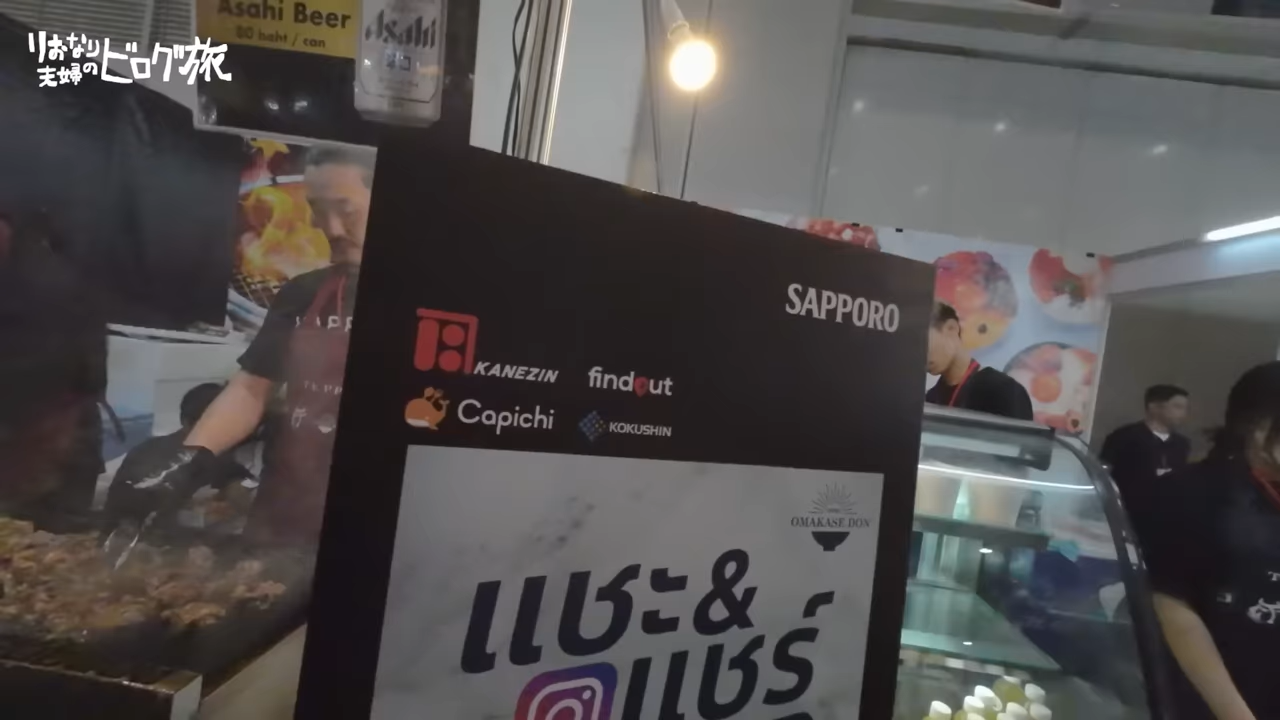 りおなり
夫婦の
ビログ旅
Asahi Beer
80 baht / can
Asahi
SAPPORO
KANEZIN
findout
Capichi
KOKUSHIN
OMAKASE DON
แชะ&
แชร์